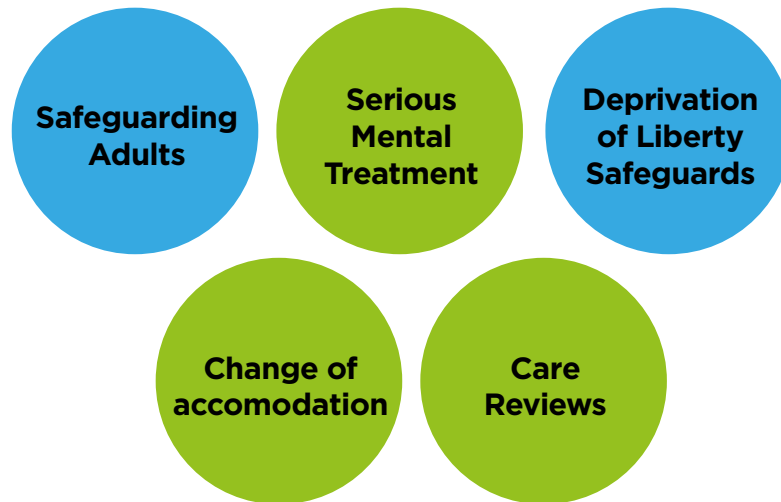 Safeguarding
Adults
Serious
Mental
Treatment
Deprivation
of Liberty
Safeguards
Change of
accomodation
Care
Reviews